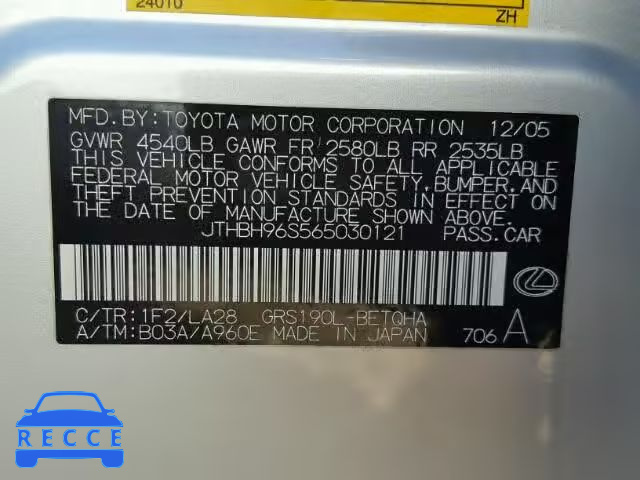 24010
ZH
MFD. BY: TOYOTA MOTOR CORPORATION 12/05
GVWR 4540LB GAWR FR 2580LB RR 2535LB
THIS VEHICLE CONFORMS TO ALL APPLICABLE
FEDERAL MOTOR VEHICLE SAFETY, BUMPER, AND
THEFT PREVENTION STANDARDS IN EFFECT ON
THE DATE OF MANUFACTURE SHOWN ABOVE.
JTHBH96S565030121 PASS. CAR
C/TR: 1F2/LA28 GRS190L-BETQHA
A/TM: B03A/A960E MADE IN JAPAN 706 A
RECCE